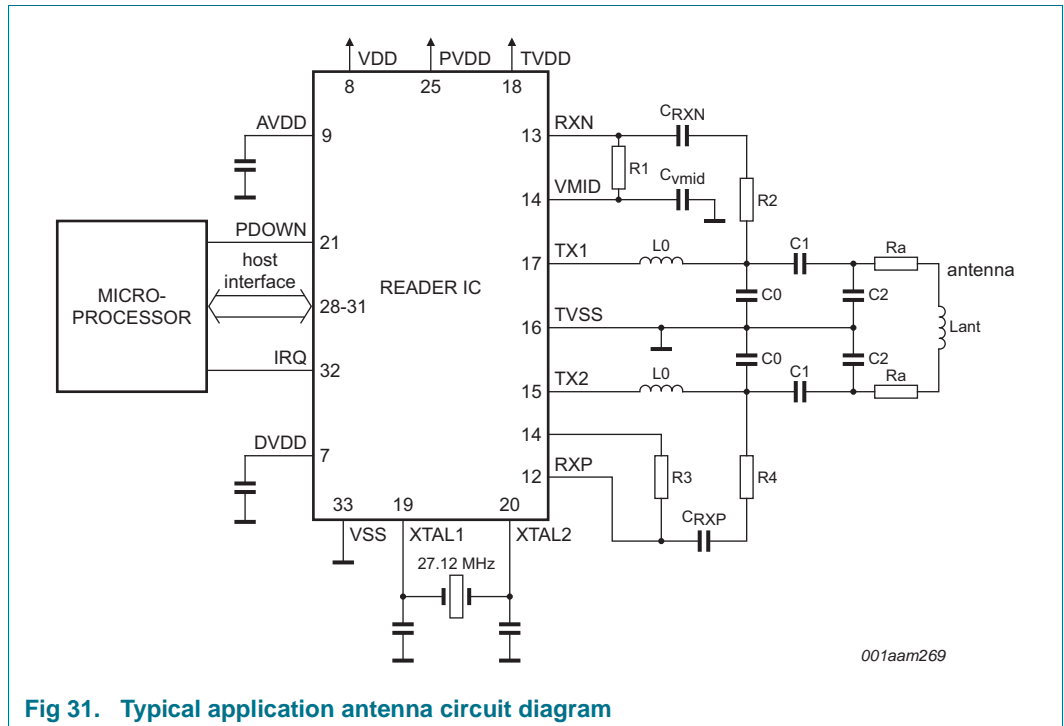 VDD PVDD TVDD
8 25 18
AVDD 9
13 RXN CRXN
R1
14 VMID Cvmid
R2
PDOWN 21
host
interface
28-31
MICRO-
PROCESSOR
READER IC
IRQ 32
17 TX1 L0 C1 Ra
antenna
C0 C2
16 TVSS Lant
C0 C2
15 TX2 L0 C1 Ra
14
DVDD 7
12 RXP R3 R4
CRXP
33 19 20
VSS XTAL1 XTAL2
27.12 MHz
001aam269
Fig 31. Typical application antenna circuit diagram